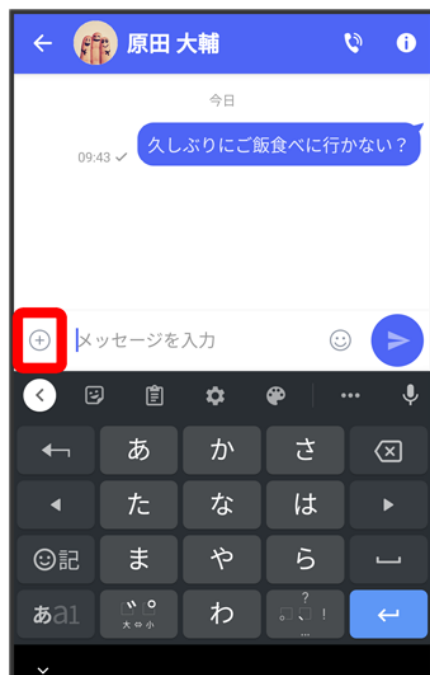 原田 大輔
今日
久しぶりにご飯食べに行かない？
09:43
メッセージを入力
あ か さ
た な は
記 ま や ら
あa1 大⇔小 わ 。、?!…